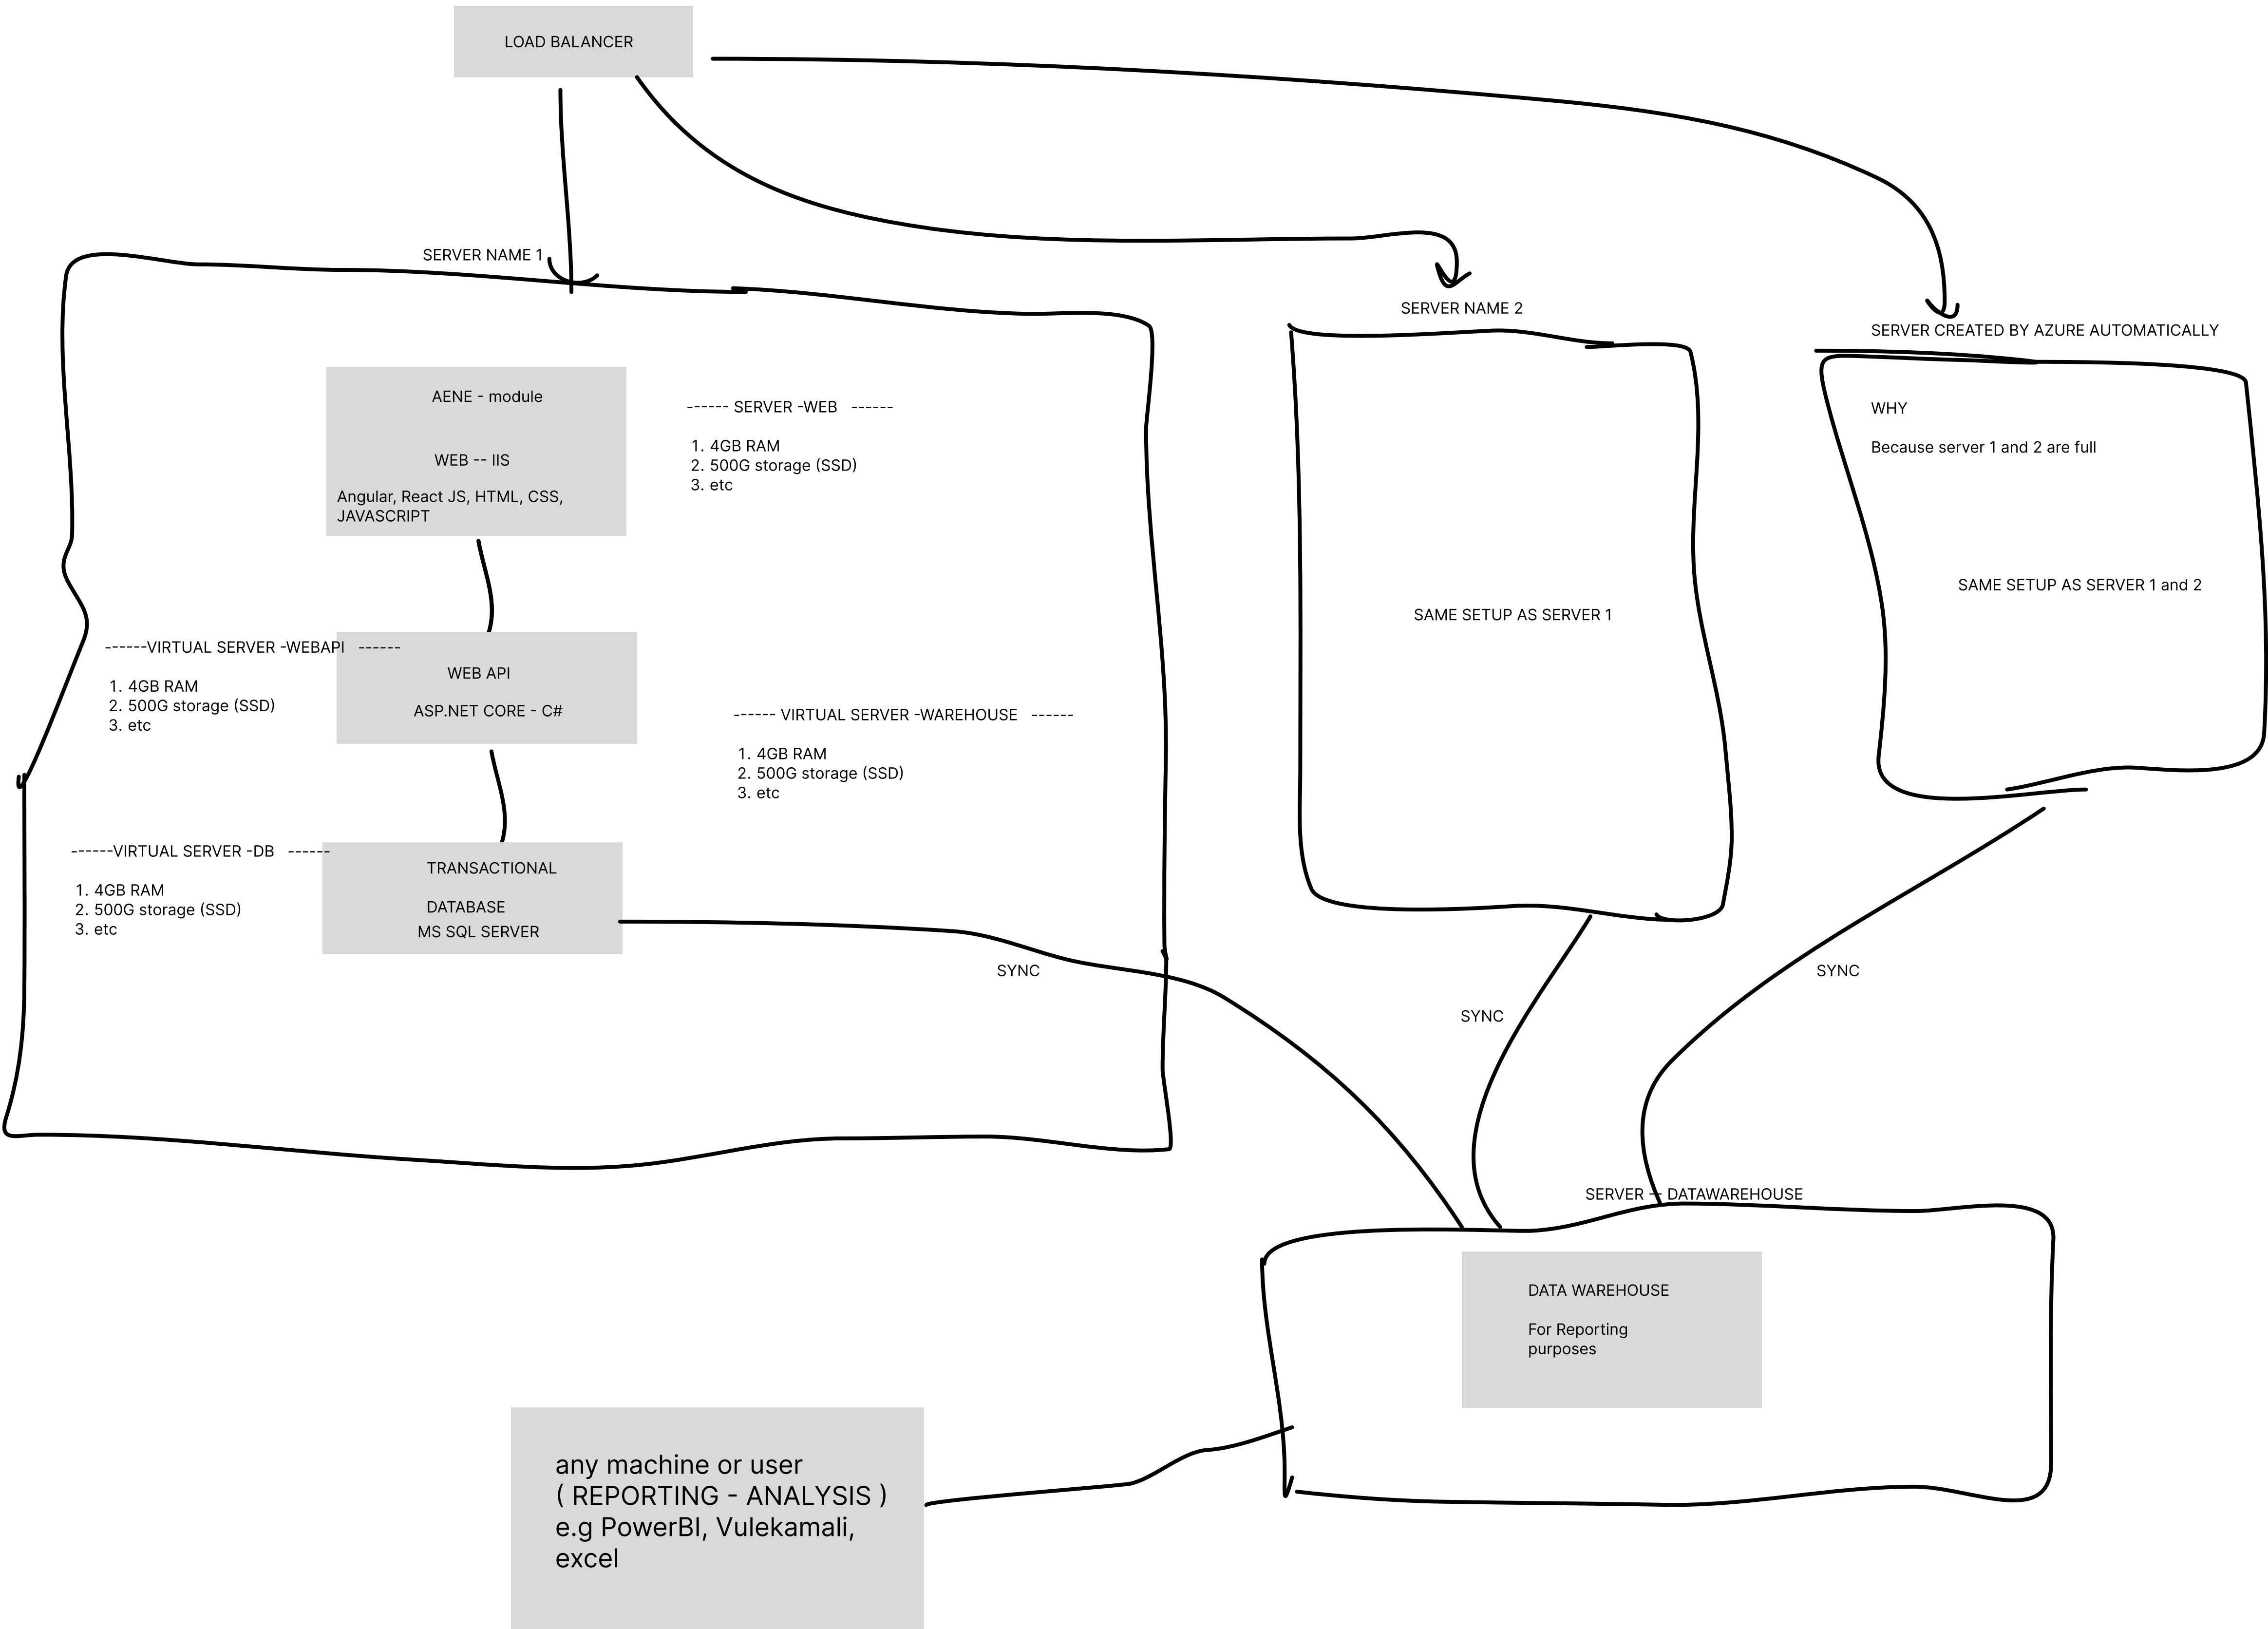 LOAD BALANCER
SERVER NAME 1
SERVER NAME 2
SERVER CREATED BY AZURE AUTOMATICALLY
AENE - module
WEB -- IIS
Angular, React JS, HTML, CSS,
JAVASCRIPT
------ SERVER -WEB ------
1. 4GB RAM
2. 500G storage (SSD)
3. etc
------VIRTUAL SERVER -WEBAPI ------
1. 4GB RAM
2. 500G storage (SSD)
3. etc
WEB API
ASP.NET CORE - C#
------ VIRTUAL SERVER -WAREHOUSE ------
1. 4GB RAM
2. 500G storage (SSD)
3. etc
------VIRTUAL SERVER -DB ------
1. 4GB RAM
2. 500G storage (SSD)
3. etc
TRANSACTIONAL
DATABASE
MS SQL SERVER
SAME SETUP AS SERVER 1
WHY
Because server 1 and 2 are full
SAME SETUP AS SERVER 1 and 2
SYNC
SYNC
SYNC
SERVER -- DATAWAREHOUSE
DATA WAREHOUSE
For Reporting
purposes
any machine or user
( REPORTING - ANALYSIS )
e.g PowerBI, Vulekamali,
excel